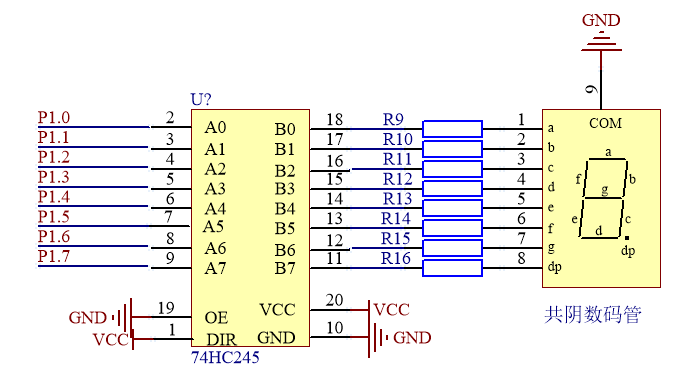 GND
9
U?
P1.0 2 A0 B0 18 R9 1 a COM
P1.1 3 A1 B1 17 R10 2 b
P1.2 4 A2 B2 16 R11 3 c
P1.3 5 A3 B3 15 R12 4 d
P1.4 6 A4 B4 14 R13 5 e
P1.5 7 A5 B5 13 R14 6 f
P1.6 8 A6 B6 12 R15 7 g
P1.7 9 A7 B7 11 R16 8 dp
a
f b
g
e c
d
dp
GND 19 OE VCC 20 VCC
VCC 1 DIR GND 10 GND
74HC245
共阴数码管